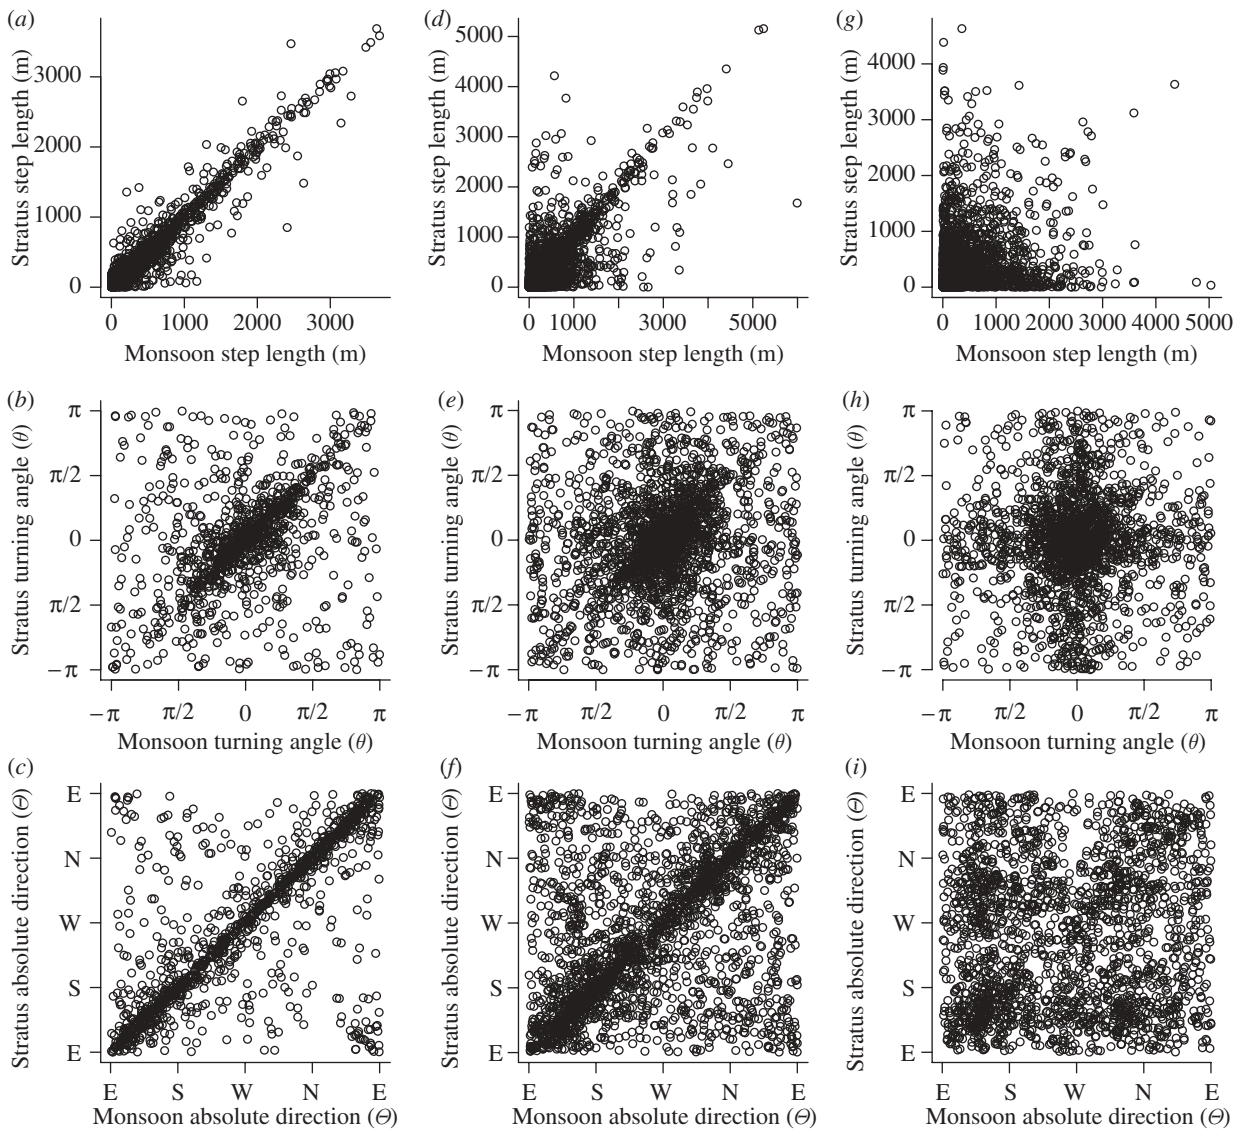 (a)
Stratus step length (m)
3000
2000
1000
0
0 1000 2000 3000
Monsoon step length (m)
(d)
Stratus step length (m)
5000
4000
3000
2000
1000
0
0 1000 3000 5000
Monsoon step length (m)
(g)
Stratus step length (m)
4000
3000
2000
1000
0
0 1000 2000 3000 4000 5000
Monsoon step length (m)
(b)
Stratus turning angle (θ)
π
π/2
0
π/2
−π
−π π/2 0 π/2 π
Monsoon turning angle (θ)
(e)
Stratus turning angle (θ)
π
π/2
0
π/2
−π
−π π/2 0 π/2 π
Monsoon turning angle (θ)
(h)
Stratus turning angle (θ)
π
π/2
0
π/2
−π
−π π/2 0 π/2 π
Monsoon turning angle (θ)
(c)
Stratus absolute direction (Θ)
E
N
W
S
E
E S W N E
Monsoon absolute direction (Θ)
(f)
Stratus absolute direction (Θ)
E
N
W
S
E
E S W N E
Monsoon absolute direction (Θ)
(i)
Stratus absolute direction (Θ)
E
N
W
S
E
E S W N E
Monsoon absolute direction (Θ)